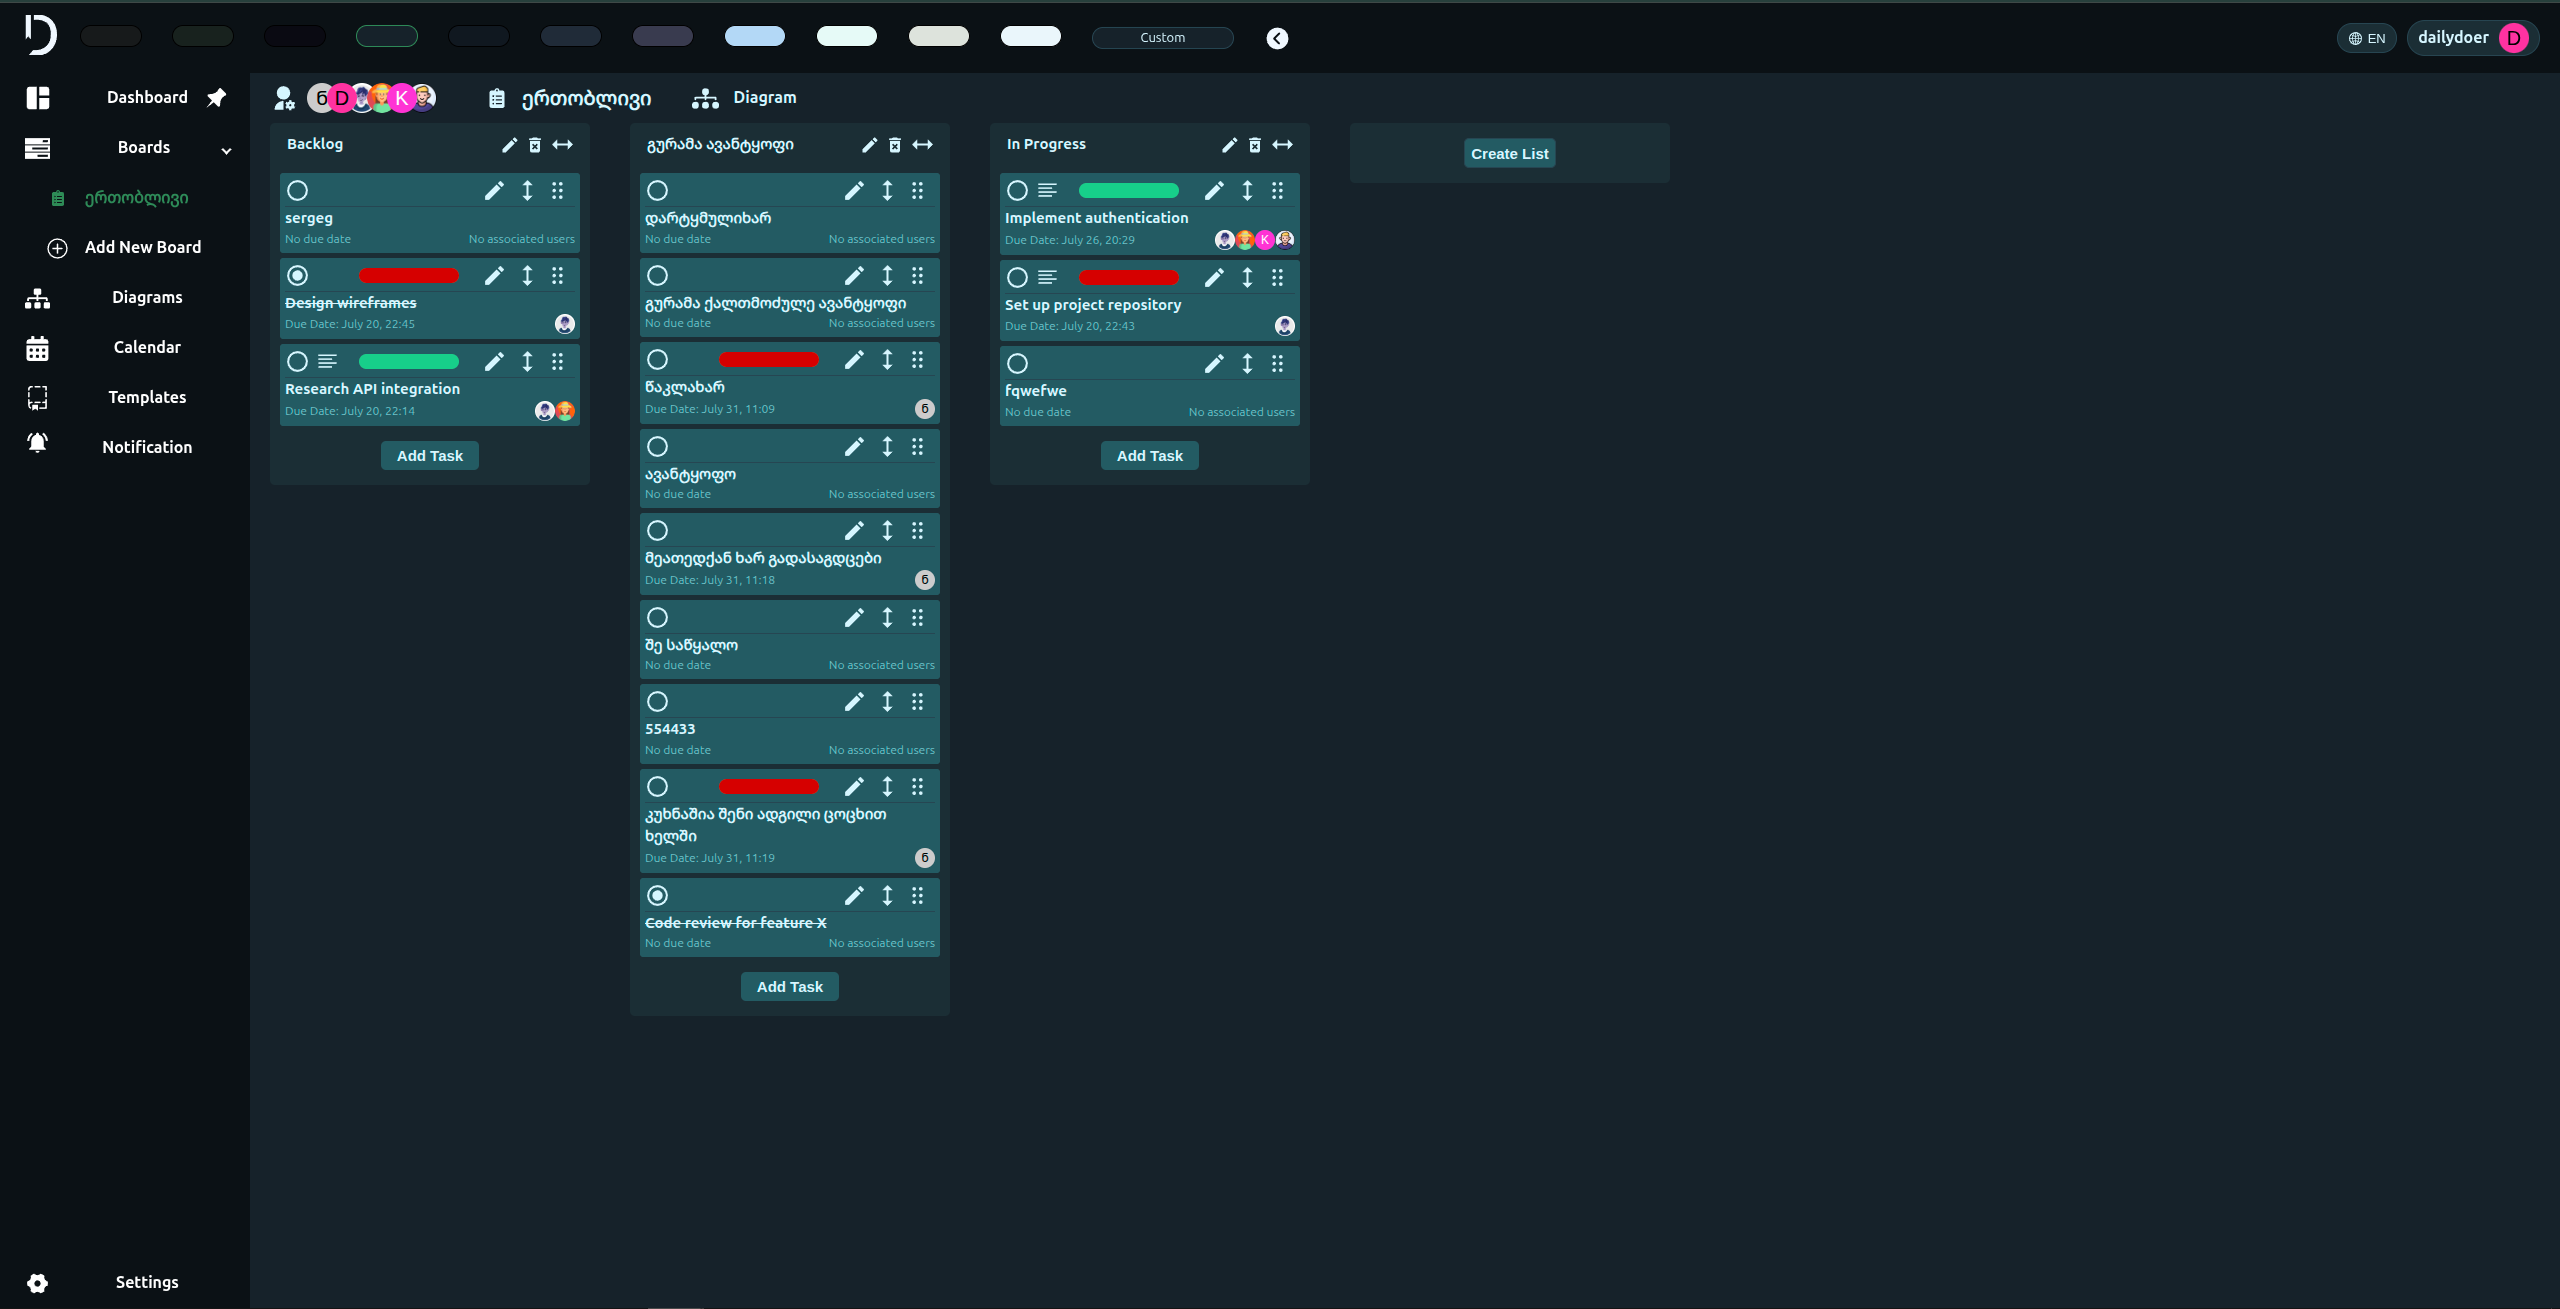 Custom
EN
dailydoer D
Dashboard
Boards
ერთობლივი
Add New Board
Diagrams
Calendar
Templates
Notification
Settings
ნ D K
ერთობლივი
Diagram
Backlog
sergeg
No due date No associated users
Design wireframes
Due Date: July 20, 22:45
Research API integration
Due Date: July 20, 22:14
Add Task
გურამა ავანტყოფი
დარტყმულიხარ
No due date No associated users
გურამა ქალთმოძულე ავანტყოფი
No due date No associated users
წაკლახარ
Due Date: July 31, 11:09 ნ
ავანტყოფო
No due date No associated users
მეათედქან ხარ გადასაგდცები
Due Date: July 31, 11:18 ნ
შე საწყალო
No due date No associated users
554433
No due date No associated users
კუხნაშია შენი ადგილი ცოცხით
ხელში
Due Date: July 31, 11:19 ნ
Code review for feature X
No due date No associated users
Add Task
In Progress
Implement authentication
Due Date: July 26, 20:29 K
Set up project repository
Due Date: July 20, 22:43
fqwefwe
No due date No associated users
Add Task
Create List